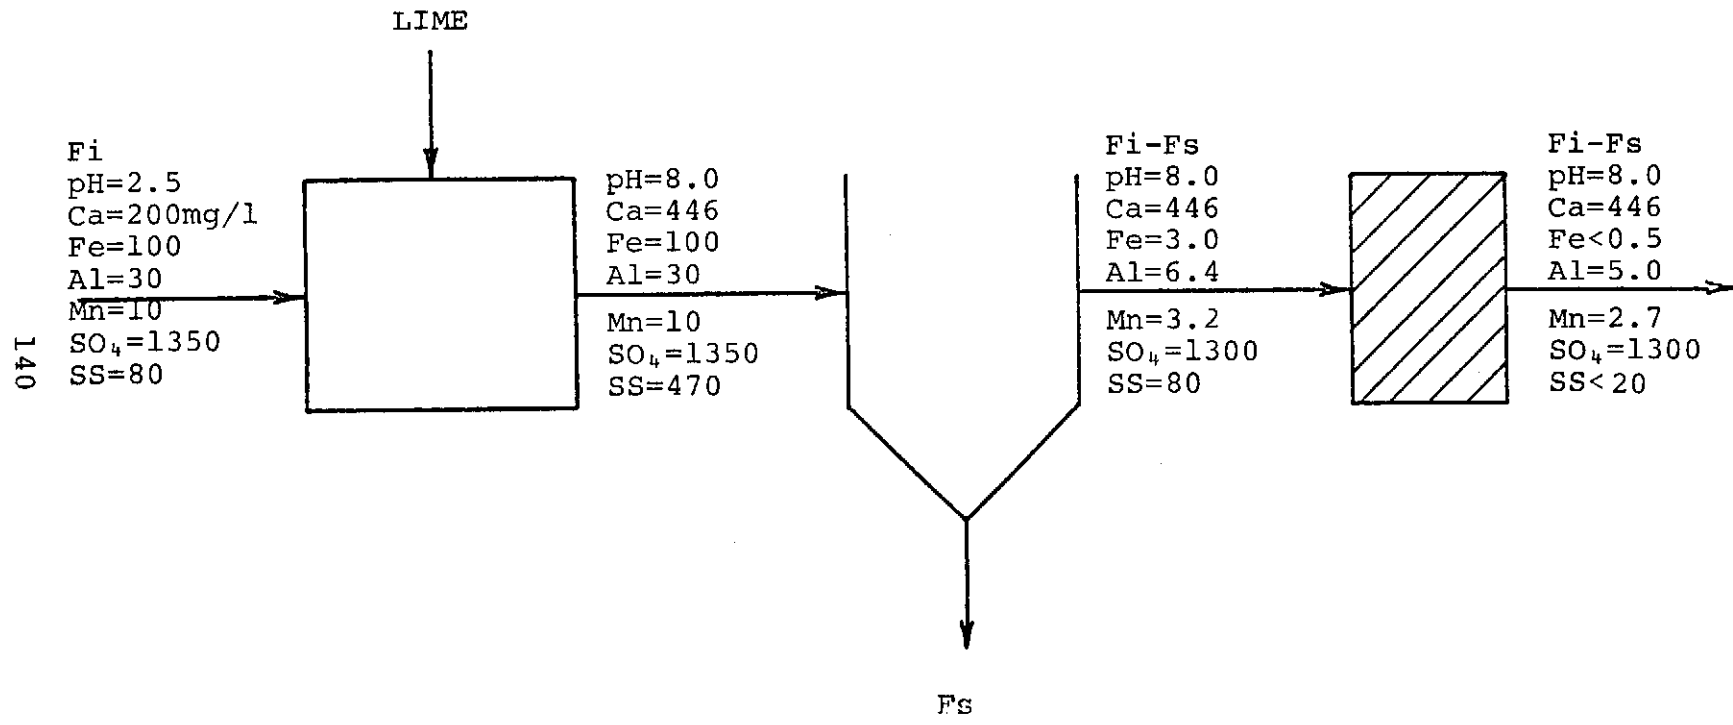 LIME
Fi
pH=2.5
Ca=200mg/l
Fe=100
Al=30
Mn=10
SO₄=1350
SS=80
pH=8.0
Ca=446
Fe=100
Al=30
Mn=10
SO₄=1350
SS=470
Fi-Fs
pH=8.0
Ca=446
Fe=3.0
Al=6.4
Mn=3.2
SO₄=1300
SS=80
Fi-Fs
pH=8.0
Ca=446
Fe<0.5
Al=5.0
Mn=2.7
SO₄=1300
SS<20
Fs
140